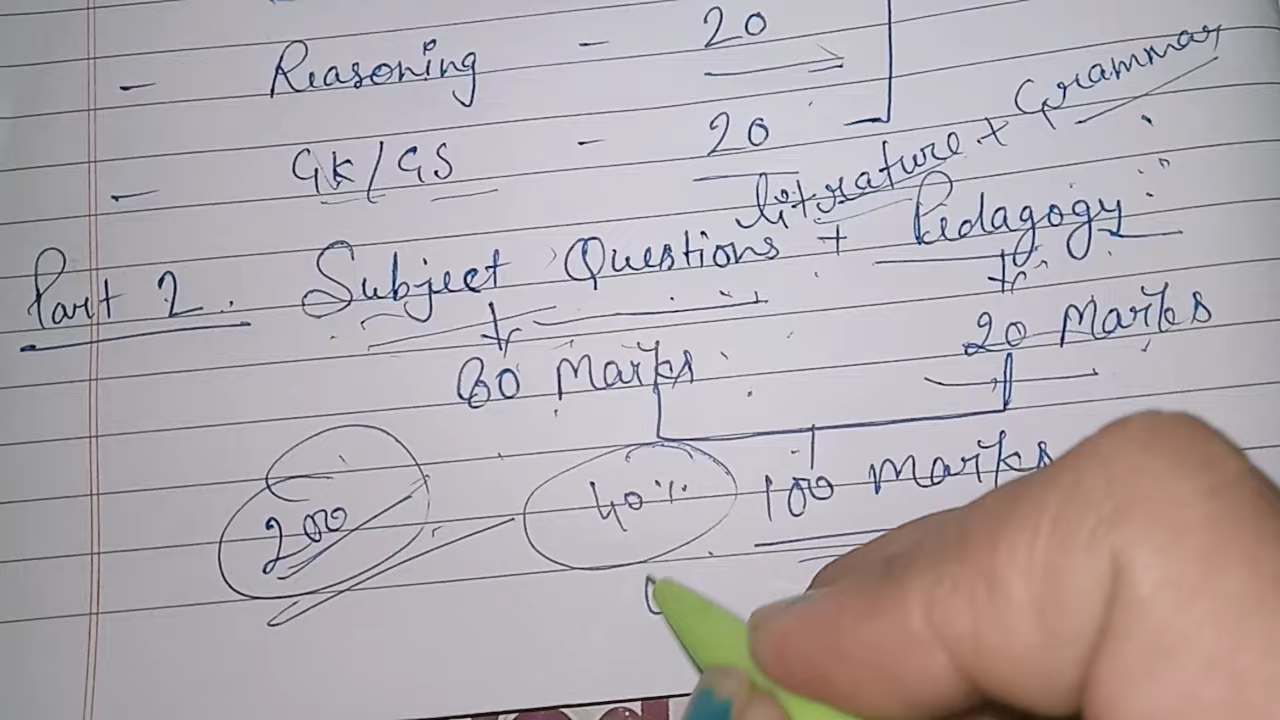 - Reasoning - 20
- GK/GS - 20
literature + Grammar
Part 2. Subject Questions + Pedagogy:
80 Marks 20 Marks
200 40% 100 Marks